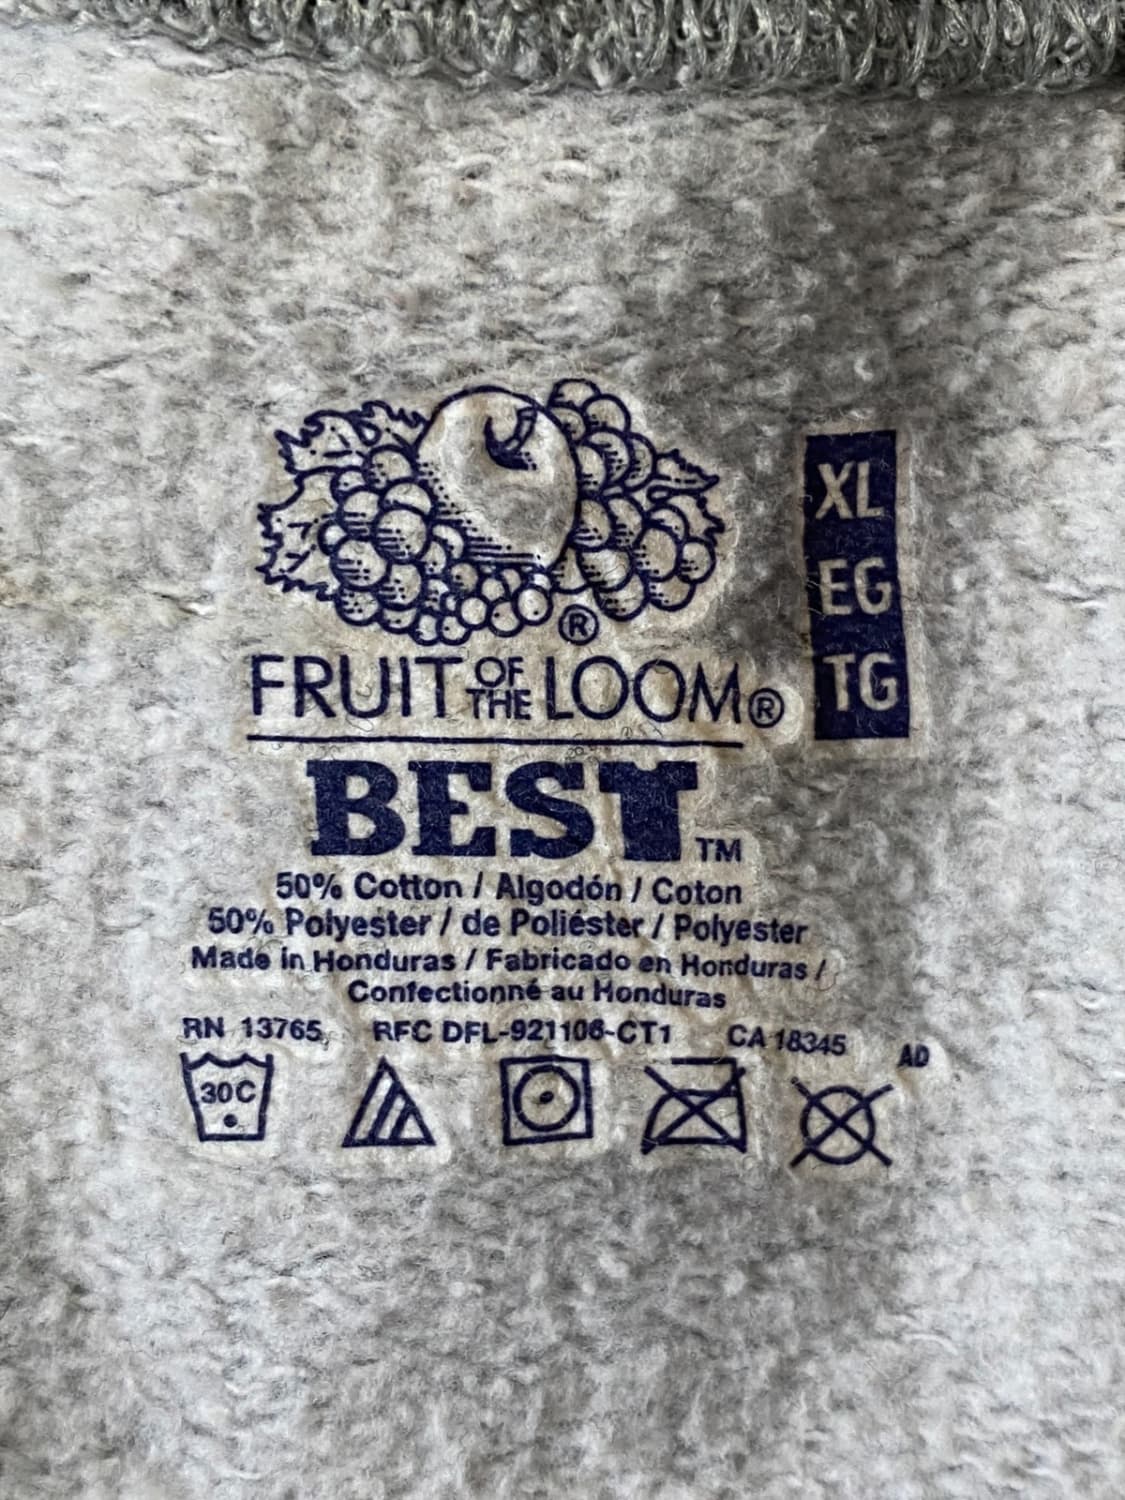 ®
FRUIT OF THE LOOM®
XL
EG
TG
BEST™
50% Cotton / Algodón / Coton
50% Polyester / de Poliéster / Polyester
Made in Honduras / Fabricado en Honduras /
Confectionné au Honduras
RN 13765 RFC DFL-921106-CT1 CA 18345 AD
30C